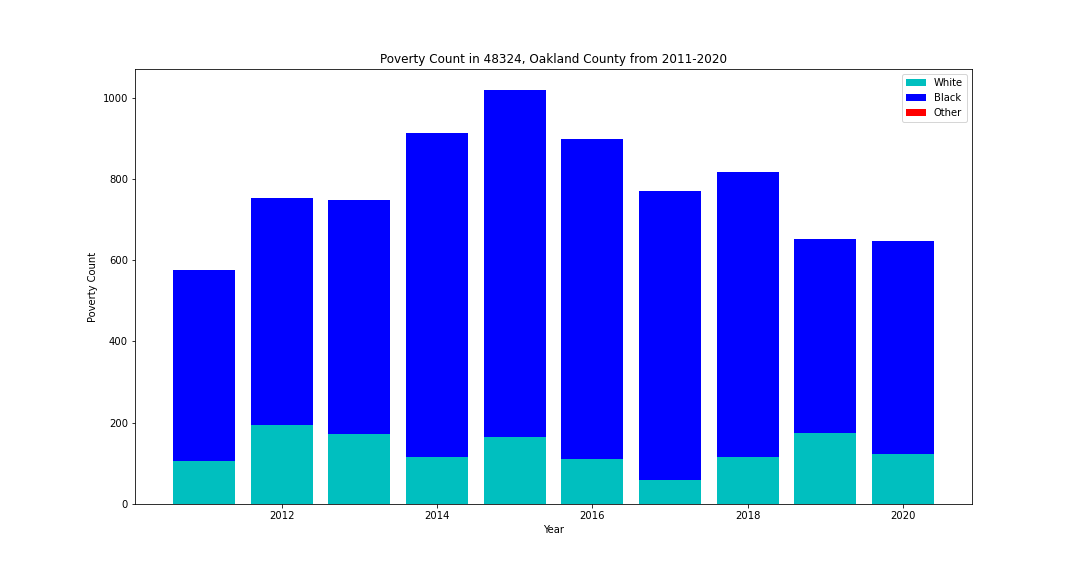 Poverty Count in 48324, Oakland County from 2011-2020
White
Black
Other
1000
800
600
400
200
0
Poverty Count
2012
2014
2016
2018
2020
Year